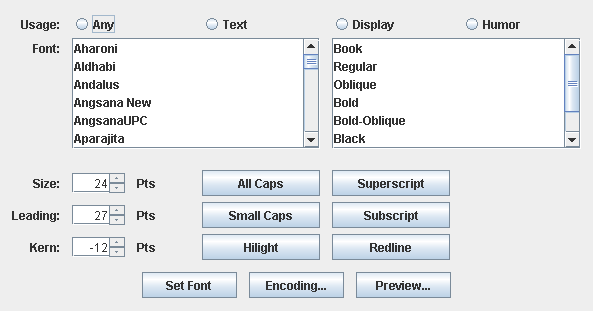 Usage: Any Text Display Humor
Font: Aharoni Book
Aldhabi Regular
Andalus Oblique
Angsana New Bold
AngsanaUPC Bold-Oblique
Aparajita Black
Size: 24 Pts All Caps Superscript
Leading: 27 Pts Small Caps Subscript
Kern: -12 Pts Hilight Redline
Set Font Encoding... Preview...